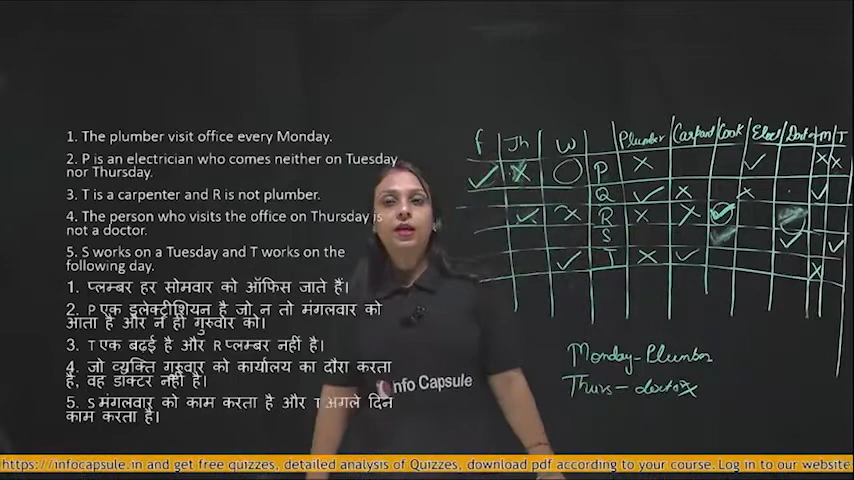 1. The plumber visit office every Monday.
2. P is an electrician who comes neither on Tuesday
nor Thursday.
3. T is a carpenter and R is not plumber.
4. The person who visits the office on Thursday is
not a doctor.
5. S works on a Tuesday and T works on the
following day.
1. प्लम्बर हर सोमवार को ऑफिस जाते हैं।
2. P एक इलेक्ट्रीशियन है जो न तो मंगलवार को
आता है और न ही गुरुवार को।
3. T एक बढ़ई है और R प्लम्बर नहीं है।
4. जो व्यक्ति गुरुवार को कार्यालय का दौरा करता
है, वह डॉक्टर नहीं है।
5. S मंगलवार को काम करता है और T अगले दिन
काम करता है।
f Th W Plumber Carpant Cook Elect Doctor M T
P
Q
R
S
T
Monday-Plumber
Thurs-doctor x
info Capsule
https://infocapsule.in and get free quizzes, detailed analysis of Quizzes, download pdf according to your course. Log in to our website